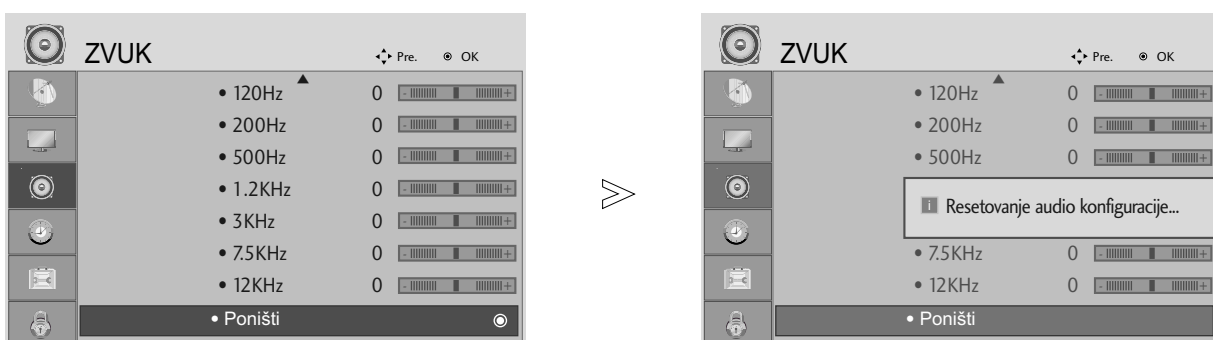 ZVUK
Pre. OK
• 120Hz 0 - +
• 200Hz 0 - +
• 500Hz 0 - +
• 1.2KHz 0 - +
• 3KHz 0 - +
• 7.5KHz 0 - +
• 12KHz 0 - +
• Poništi
ZVUK
Pre. OK
• 120Hz 0 - +
• 200Hz 0 - +
• 500Hz 0 - +
i Resetovanje audio konfiguracije...
• 7.5KHz 0 - +
• 12KHz 0 - +
• Poništi